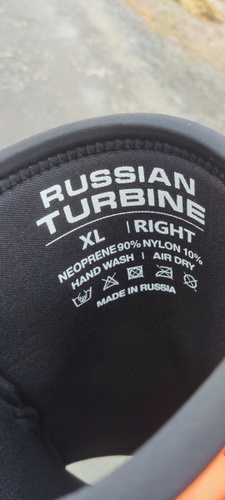 RUSSIAN
TURBINE
XL | RIGHT
NEOPRENE 90% NYLON 10%
HAND WASH | AIR DRY
MADE IN RUSSIA